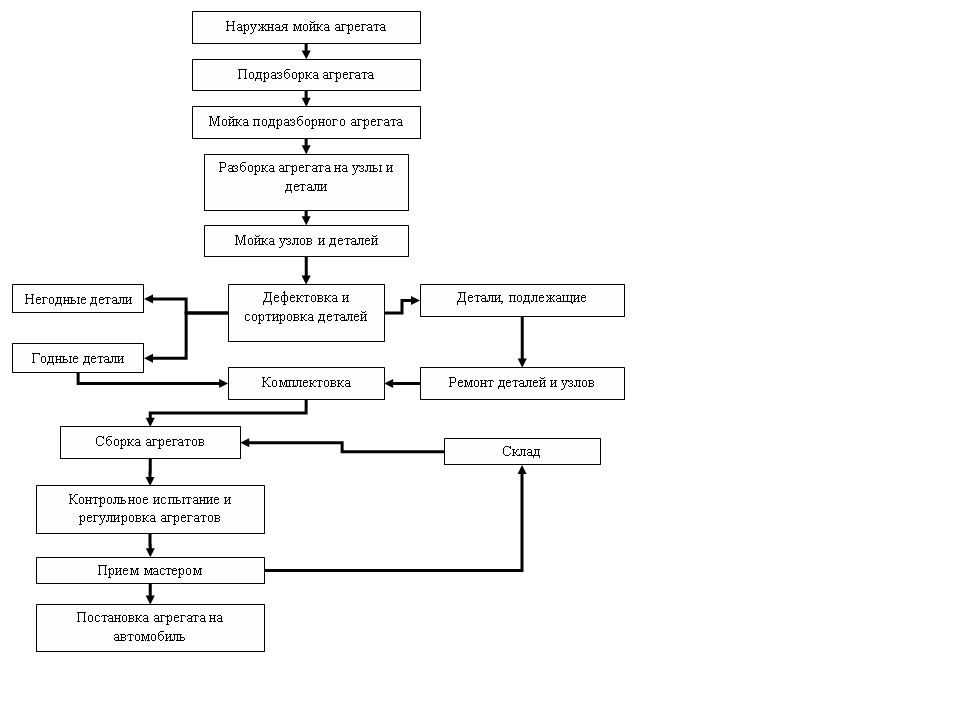 Наружная мойка агрегата
Подразборка агрегата
Мойка подразборного агрегата
Разборка агрегата на узлы и
детали
Мойка узлов и деталей
Негодные детали
Дефектовка и
сортировка деталей
Детали, подлежащие
Годные детали
Комплектовка
Ремонт деталей и узлов
Сборка агрегатов
Склад
Контрольное испытание и
регулировка агрегатов
Прием мастером
Постановка агрегата на
автомобиль